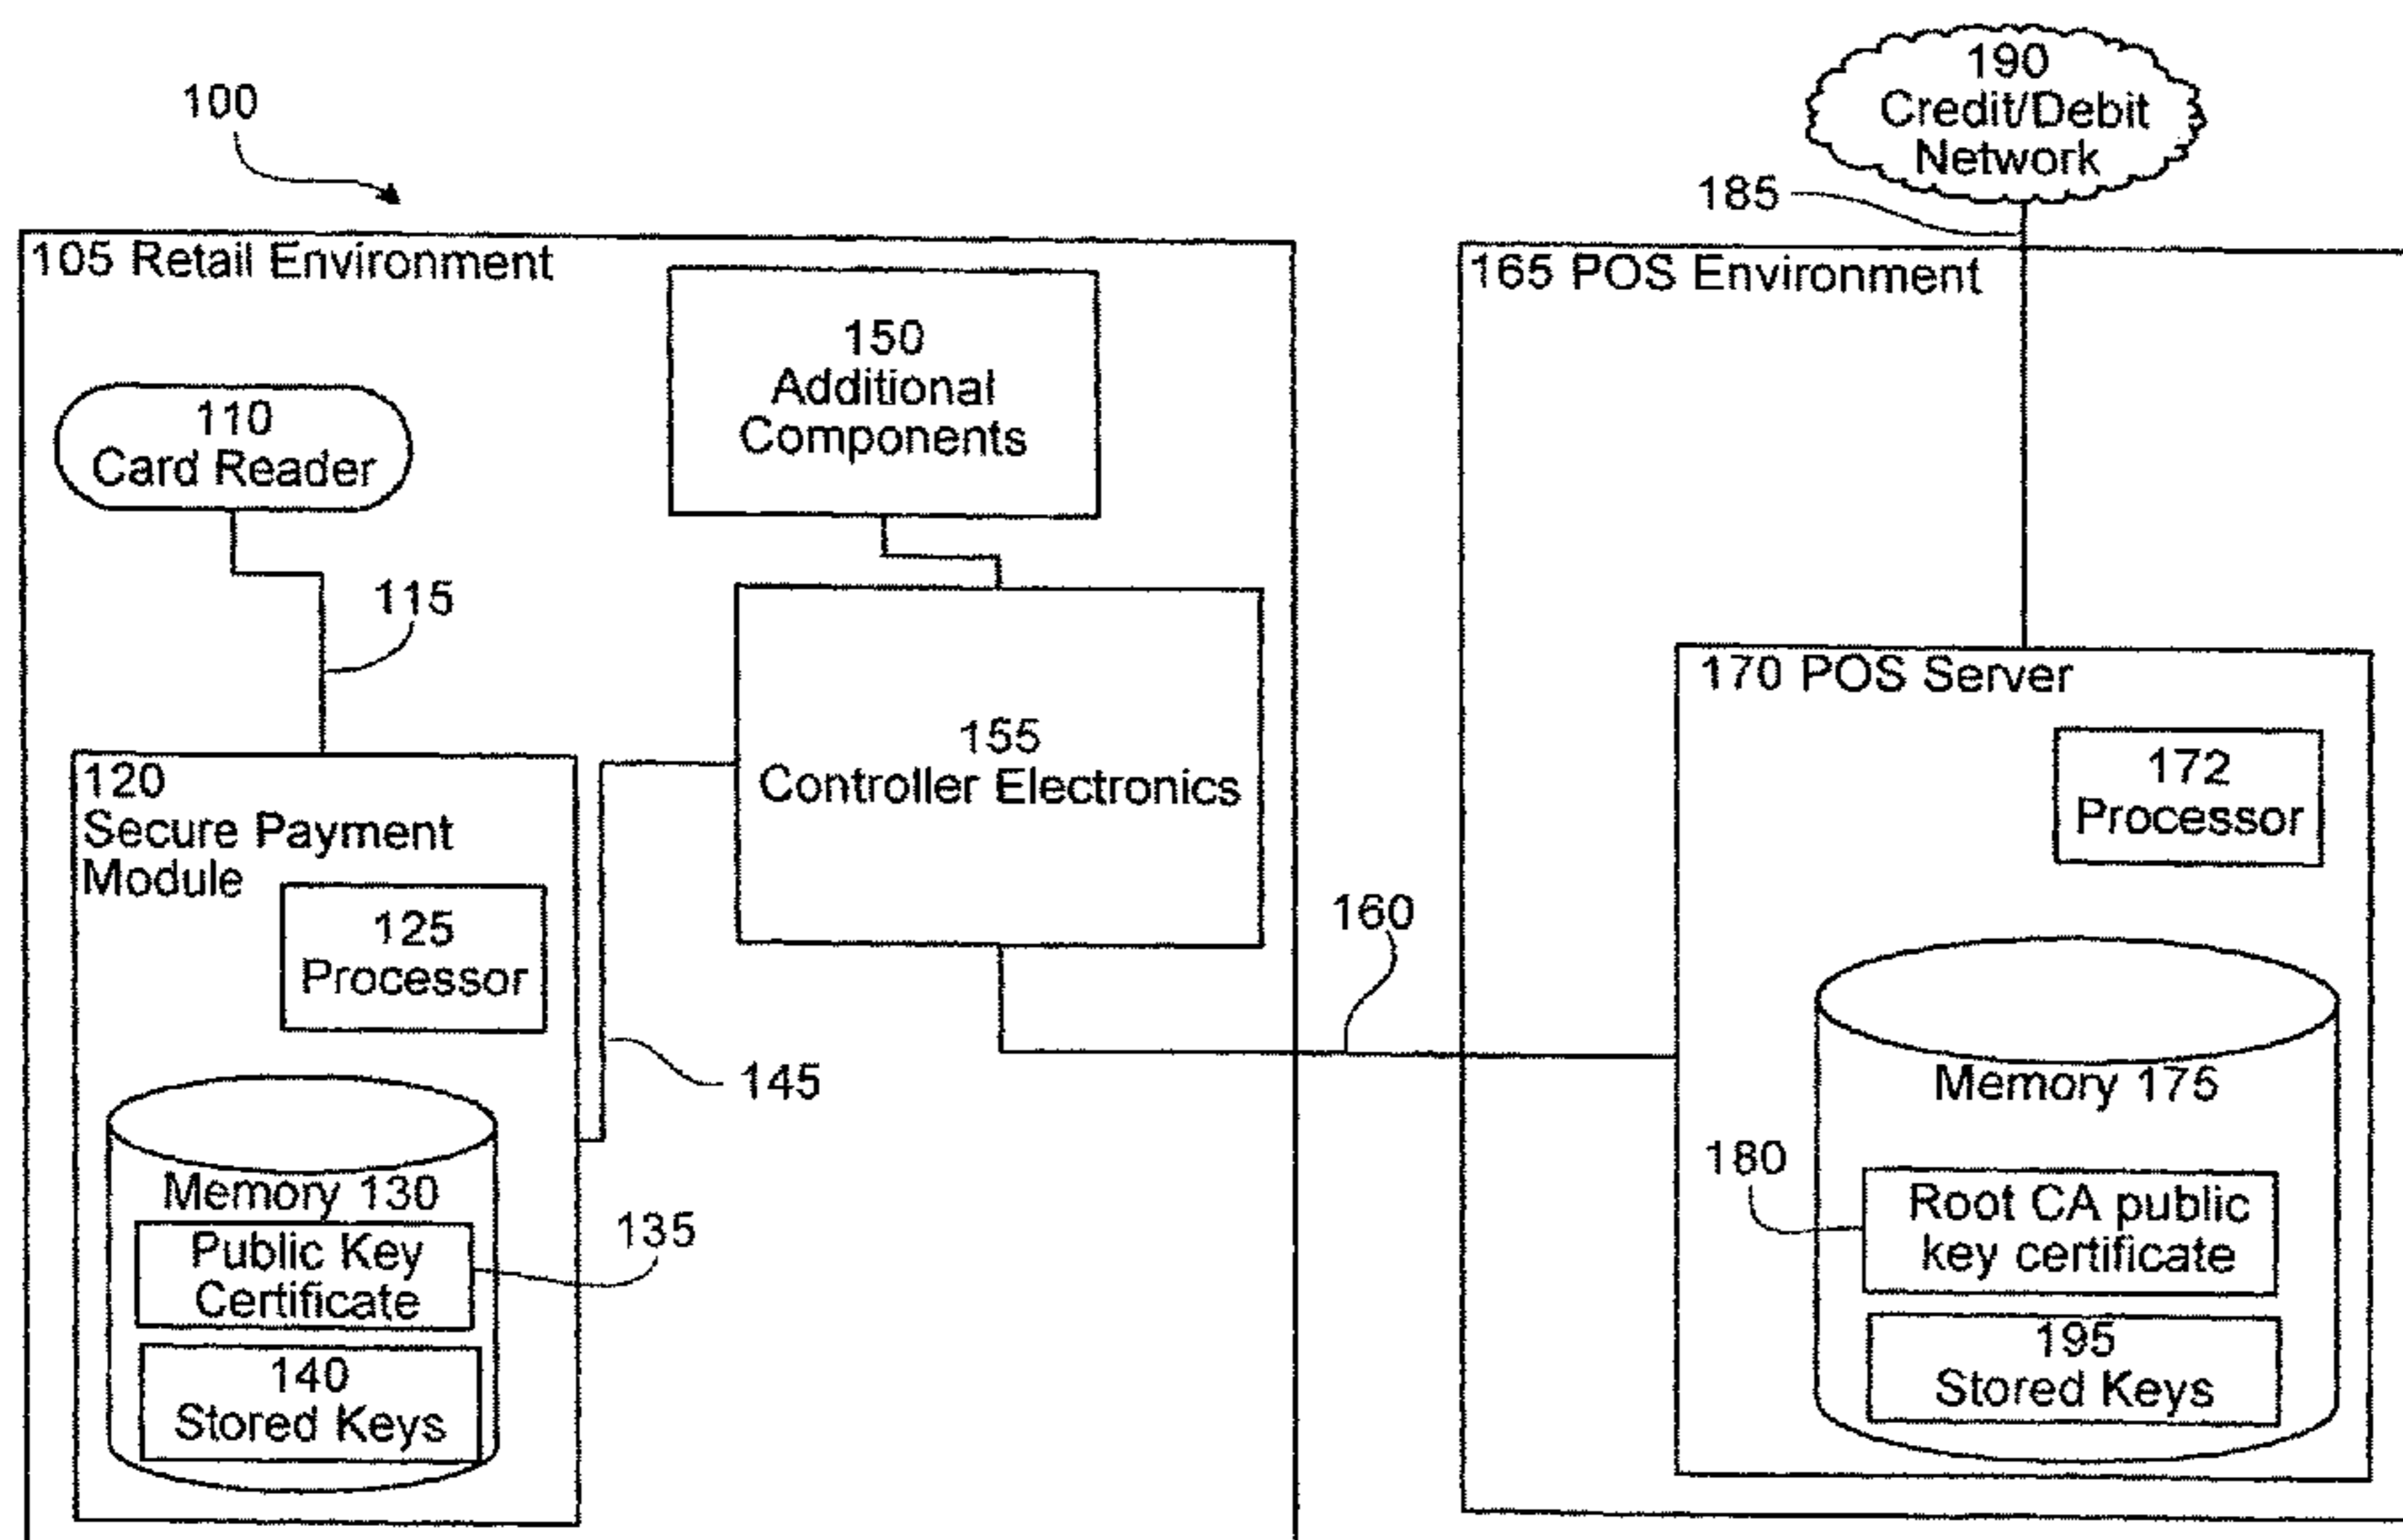 100
105 Retail Environment
110
Card Reader
115
120
Secure Payment
Module
125
Processor
Memory 130
Public Key
Certificate
135
140
Stored Keys
145
150
Additional
Components
155
Controller Electronics
160
165 POS Environment
190
Credit/Debit
Network
185
170 POS Server
172
Processor
Memory 175
180
Root CA public
key certificate
195
Stored Keys